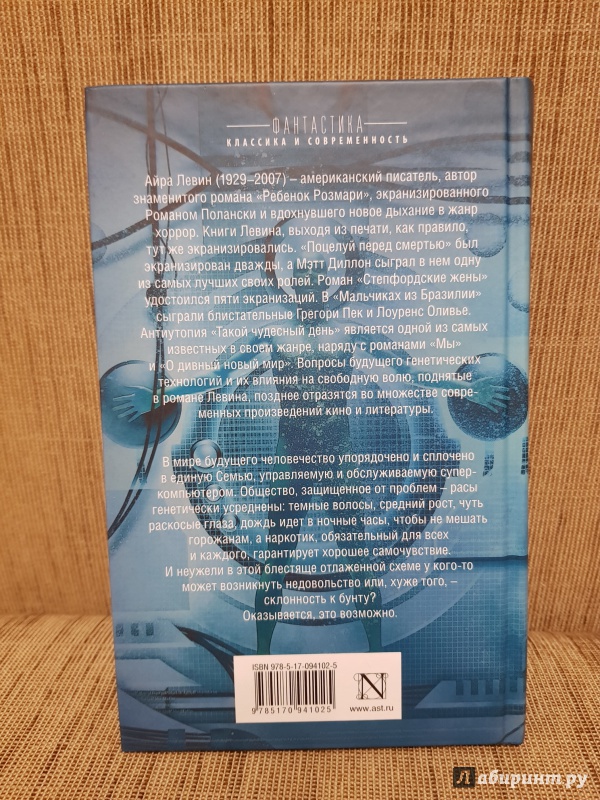 ФАНТАСТИКА
КЛАССИКА И СОВРЕМЕННОСТЬ
Айра Левин (1929–2007) – американский писатель, автор
знаменитого романа «Ребенок Розмари», экранизированного
Романом Полански и вдохнувшего новое дыхание в жанр
хоррор. Книги Левина, выходя из печати, как правило,
тут же экранизировались. «Поцелуй перед смертью» был
экранизирован дважды, а Мэтт Диллон сыграл в нем одну
из самых лучших своих ролей. Роман «Степфордские жены»
удостоился пяти экранизаций. В «Мальчиках из Бразилии»
сыграли блистательные Грегори Пек и Лоуренс Оливье.
Антиутопия «Такой чудесный день» является одной из самых
известных в своем жанре, наряду с романами «Мы»
и «О дивный новый мир». Вопросы будущего генетических
технологий и их влияния на свободную волю, поднятые
в романе Левина, позднее отразятся во множестве совре-
менных произведений кино и литературы.
В мире будущего человечество упорядочено и сплочено
в единую Семью, управляемую и обслуживаемую супер-
компьютером. Общество, защищенное от проблем – расы
генетически усреднены: темные волосы, средний рост, чуть
раскосые глаза, дождь идет в ночные часы, чтобы не мешать
горожанам, а наркотик, обязательный для всех
и каждого, гарантирует хорошее самочувствие.
И неужели в этой блестяще отлаженной схеме у кого-то
может возникнуть недовольство или, хуже того, –
склонность к бунту?
Оказывается, это возможно.
ISBN 978-5-17-094102-5
9 785170 941025
N
www.ast.ru
Лабиринт.ру